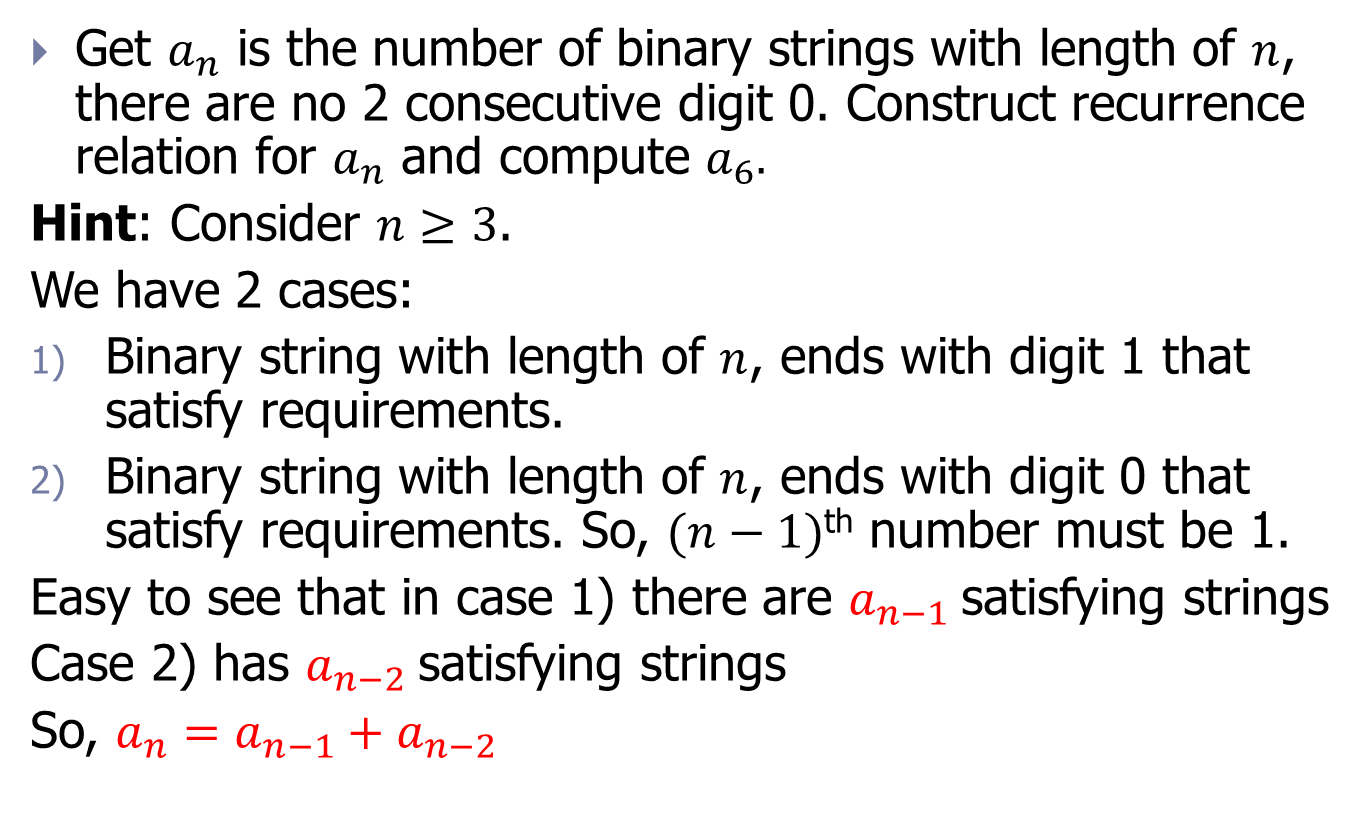 Get aₙ is the number of binary strings with length of n,
there are no 2 consecutive digit 0. Construct recurrence
relation for aₙ and compute a₆.
Hint: Consider n ≥ 3.
We have 2 cases:
1) Binary string with length of n, ends with digit 1 that
satisfy requirements.
2) Binary string with length of n, ends with digit 0 that
satisfy requirements. So, (n − 1)ᵗʰ number must be 1.
Easy to see that in case 1) there are aₙ₋₁ satisfying strings
Case 2) has aₙ₋₂ satisfying strings
So, aₙ = aₙ₋₁ + aₙ₋₂